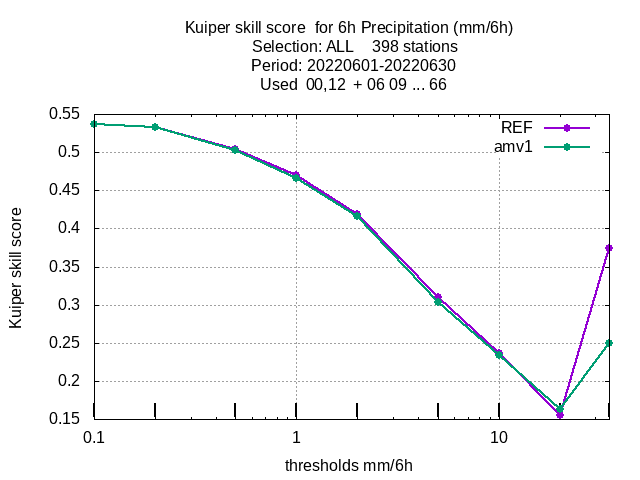 Kuiper skill score  for 6h Precipitation (mm/6h)
Selection: ALL    398 stations
Period: 20220601-20220630
Used  00,12  + 06 09 ... 66
REF
amv1
0.55
0.5
0.45
0.4
0.35
0.3
0.25
0.2
0.15
Kuiper skill score
0.1
1
10
thresholds mm/6h